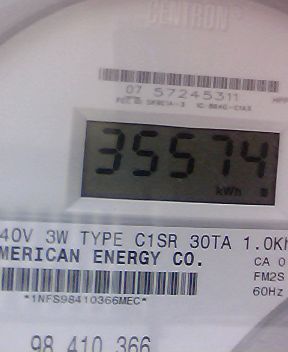 CENTRON
07 57245311
35574
kWh
40V 3W TYPE C1SR 30TA 1.0Kh
MERICAN ENERGY CO.
CA 0
FM2S
*1NFS98410366MEC*
60Hz
98 410 366